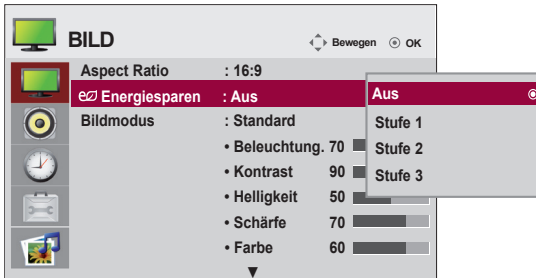 BILD
Bewegen OK
Aspect Ratio : 16:9
Energiesparen : Aus
Bildmodus : Standard
• Beleuchtung. 70
• Kontrast 90
• Helligkeit 50
• Schärfe 70
• Farbe 60
▼
Aus
Stufe 1
Stufe 2
Stufe 3